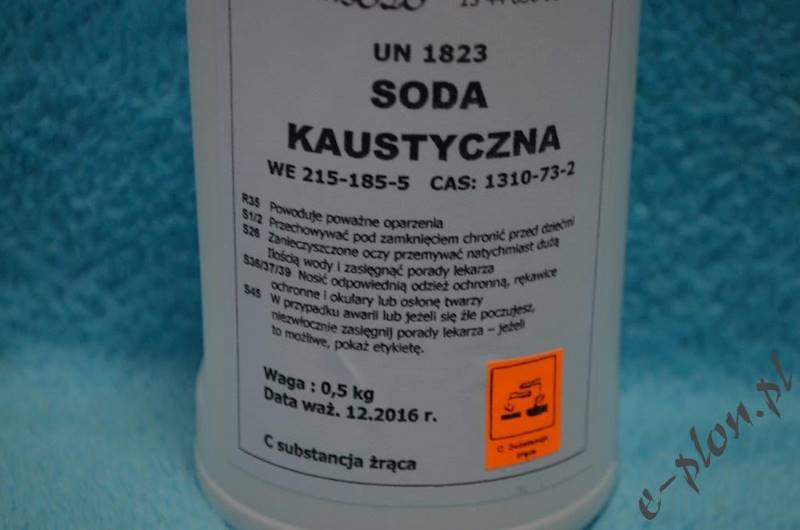 UN 1823
SODA
KAUSTYCZNA
WE 215-185-5 CAS: 1310-73-2
R35 Powoduje poważne oparzenia
S1/2 Przechowywać pod zamknięciem chronić przed dziećmi
S26 Zanieczyszczone oczy przemywać natychmiast dużą
Ilością wody i zasięgnąć porady lekarza
S36/37/39 Nosić odpowiednią odzież ochronną, rękawice
ochronne i okulary lub osłonę twarzy
S45 W przypadku awarii lub jeżeli się źle poczujesz,
niezwłocznie zasięgnij porady lekarza – jeżeli
to możliwe, pokaż etykietę.
Waga : 0,5 kg
Data waż. 12.2016 r.
C substancja żrąca
C Substancja
żrąca
e-plon.pl